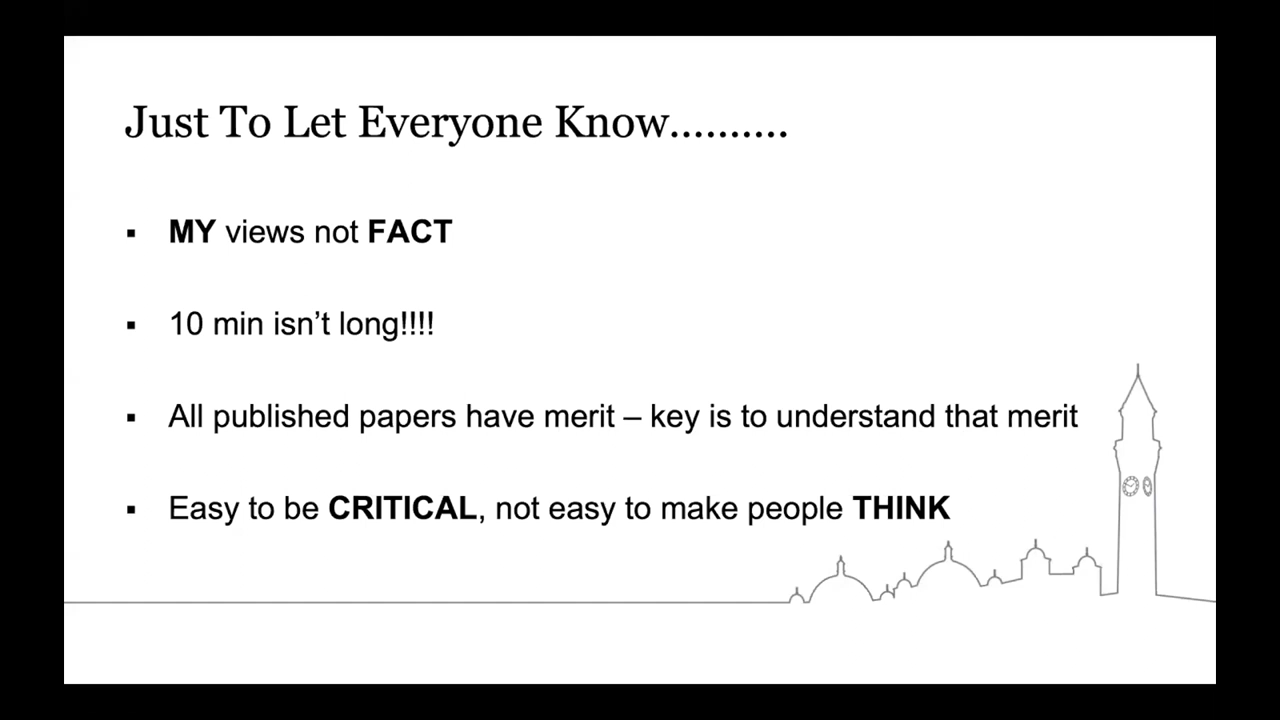 Just To Let Everyone Know..........
▪ MY views not FACT
▪ 10 min isn’t long!!!!
▪ All published papers have merit – key is to understand that merit
▪ Easy to be CRITICAL, not easy to make people THINK